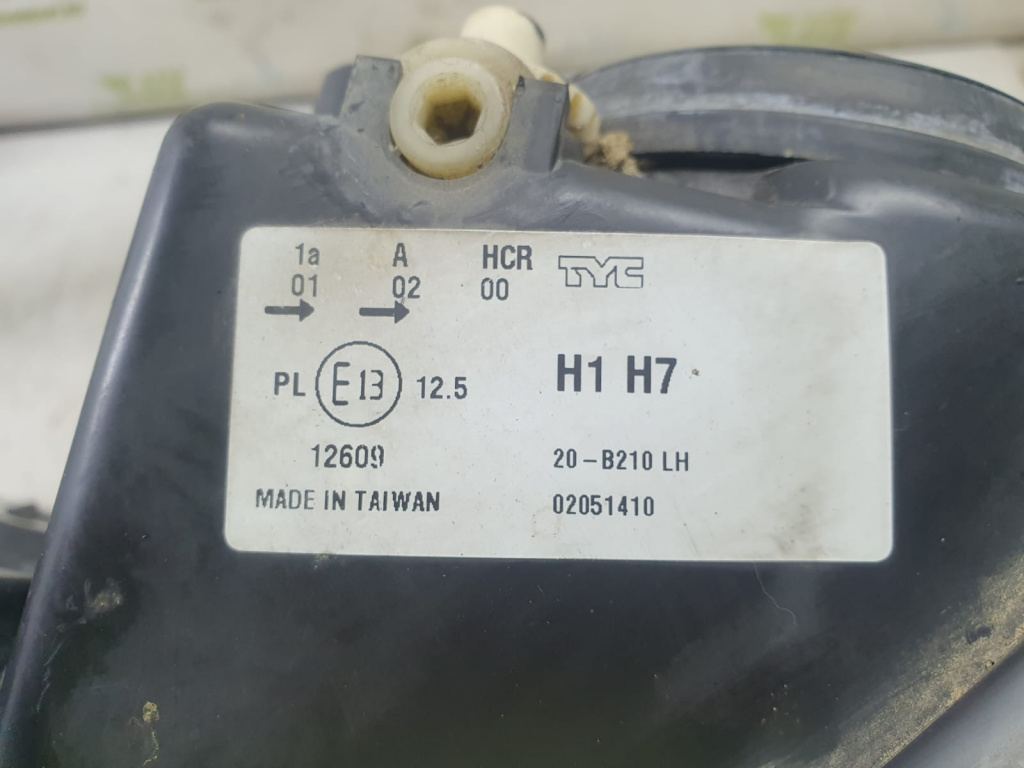 1a A HCR TYC
01 02 00
PL E13 12.5 H1 H7
12609 20-B210 LH
MADE IN TAIWAN 02051410